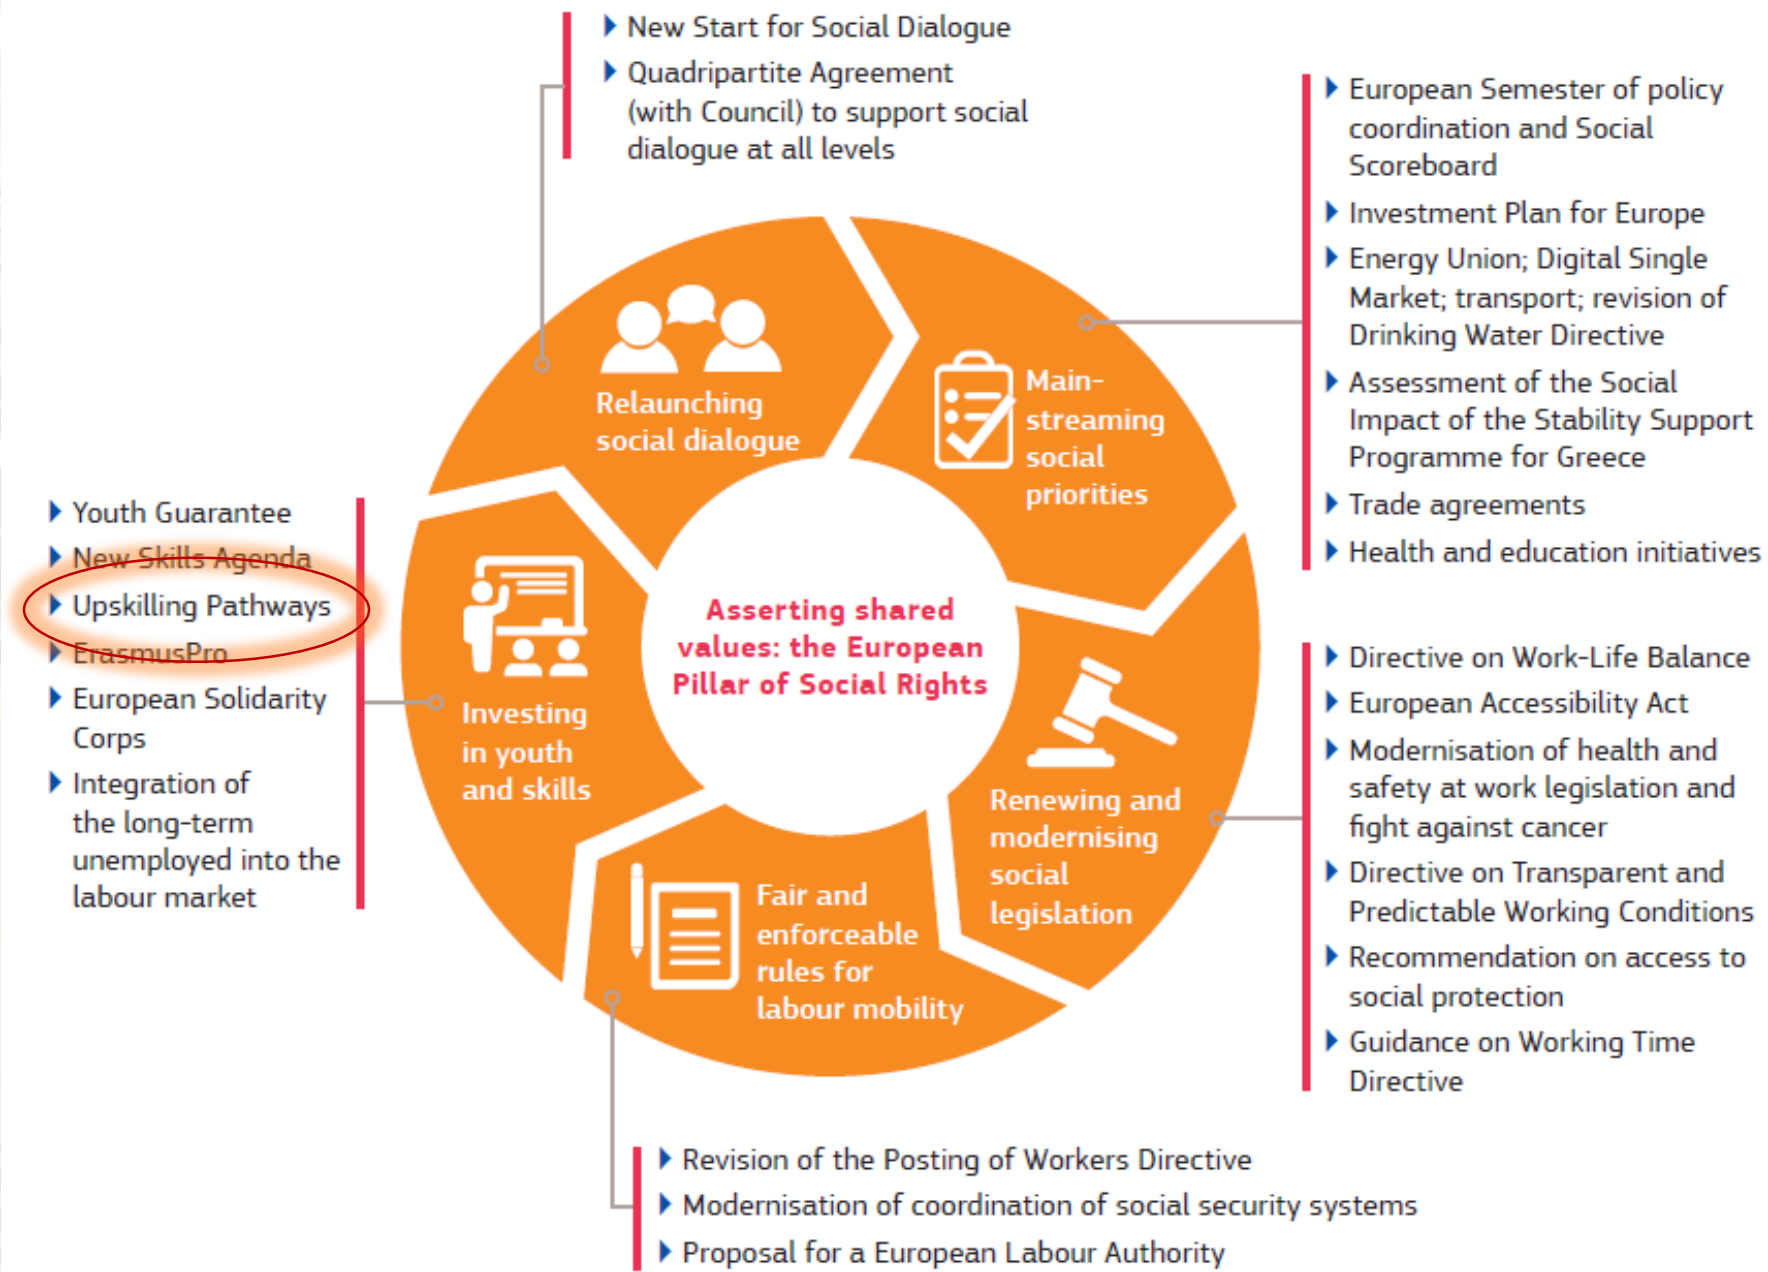 New Start for Social Dialogue
Quadripartite Agreement
(with Council) to support social
dialogue at all levels
European Semester of policy
coordination and Social
Scoreboard
Investment Plan for Europe
Energy Union; Digital Single
Market; transport; revision of
Drinking Water Directive
Assessment of the Social
Impact of the Stability Support
Programme for Greece
Trade agreements
Health and education initiatives
Relaunching
social dialogue
Main-
streaming
social
priorities
Youth Guarantee
New Skills Agenda
Upskilling Pathways
ErasmusPro
European Solidarity
Corps
Integration of
the long-term
unemployed into the
labour market
Investing
in youth
and skills
Asserting shared
values: the European
Pillar of Social Rights
Renewing and
modernising
social
legislation
Directive on Work-Life Balance
European Accessibility Act
Modernisation of health and
safety at work legislation and
fight against cancer
Directive on Transparent and
Predictable Working Conditions
Recommendation on access to
social protection
Guidance on Working Time
Directive
Fair and
enforceable
rules for
labour mobility
Revision of the Posting of Workers Directive
Modernisation of coordination of social security systems
Proposal for a European Labour Authority